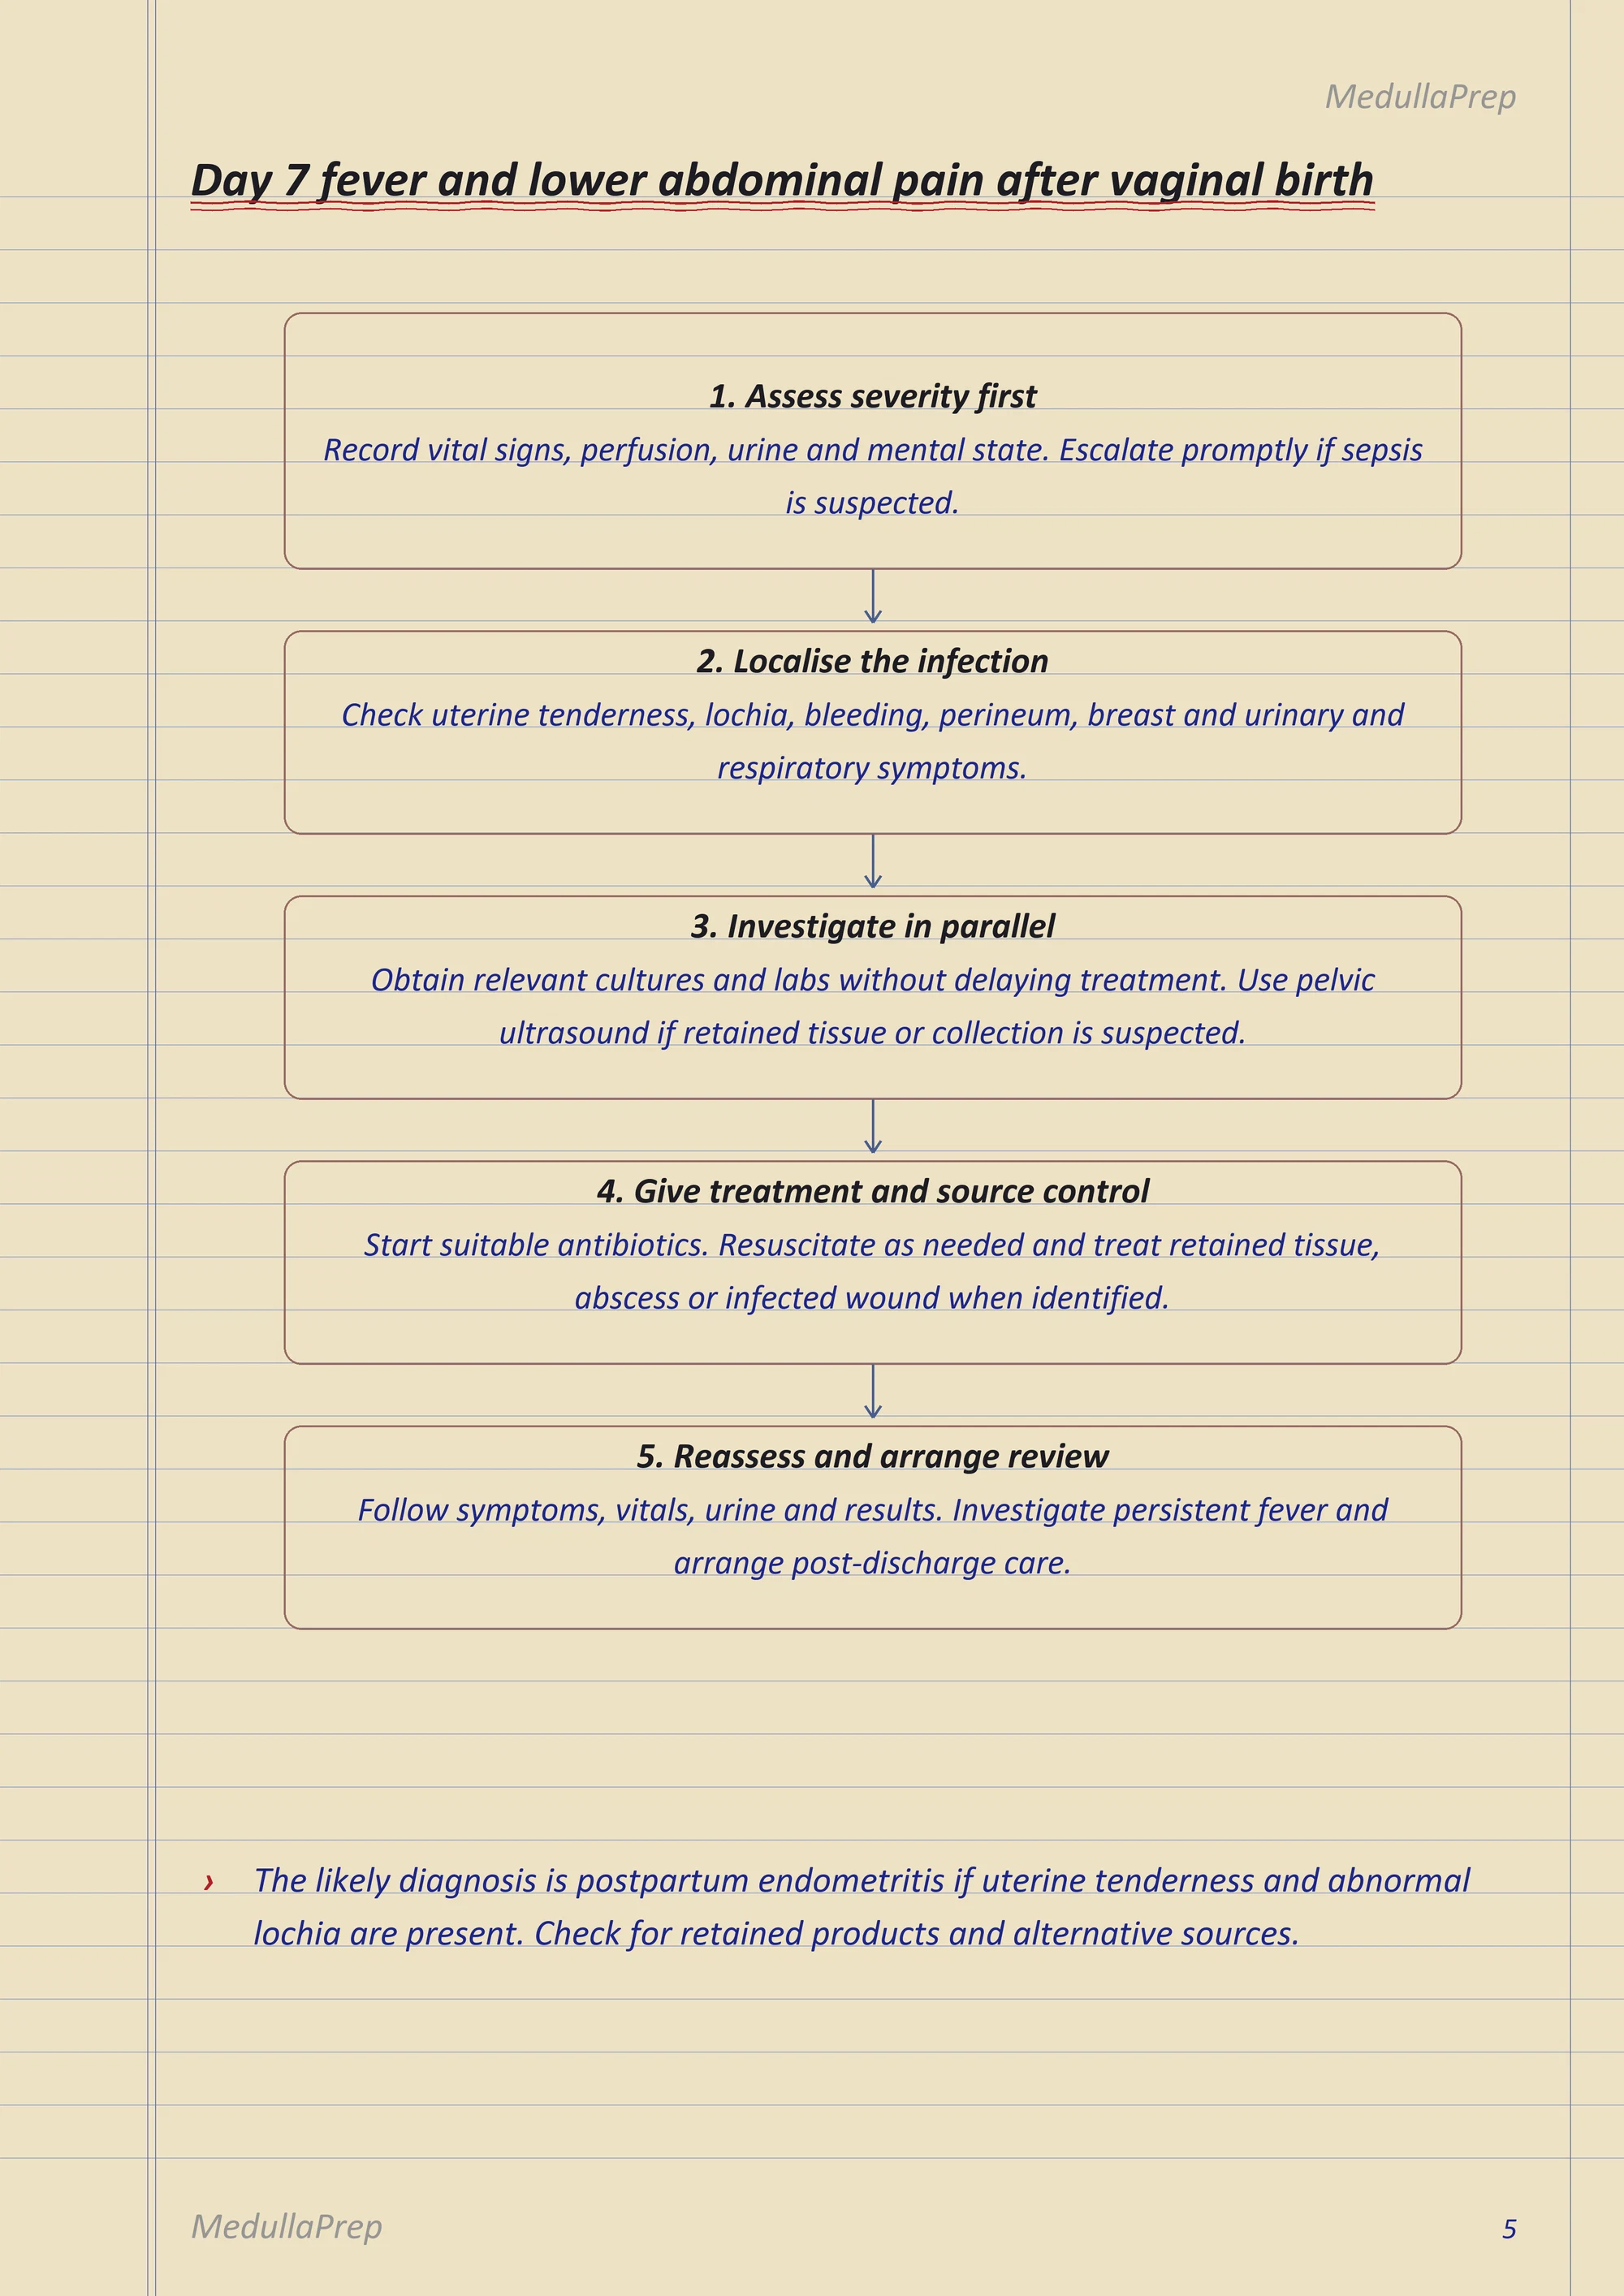 MedullaPrep
Day 7 fever and lower abdominal pain after vaginal birth
1. Assess severity first
Record vital signs, perfusion, urine and mental state. Escalate promptly if sepsis
is suspected.
2. Localise the infection
Check uterine tenderness, lochia, bleeding, perineum, breast and urinary and
respiratory symptoms.
3. Investigate in parallel
Obtain relevant cultures and labs without delaying treatment. Use pelvic
ultrasound if retained tissue or collection is suspected.
4. Give treatment and source control
Start suitable antibiotics. Resuscitate as needed and treat retained tissue,
abscess or infected wound when identified.
5. Reassess and arrange review
Follow symptoms, vitals, urine and results. Investigate persistent fever and
arrange post-discharge care.
› The likely diagnosis is postpartum endometritis if uterine tenderness and abnormal
lochia are present. Check for retained products and alternative sources.
MedullaPrep
5